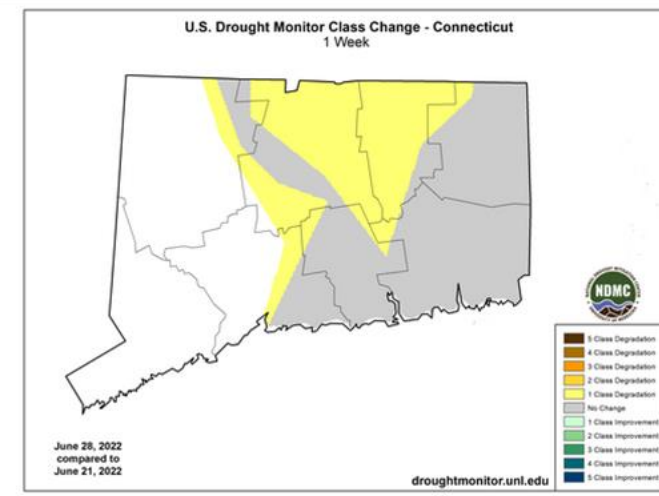 U.S. Drought Monitor Class Change - Connecticut
1 Week
NDMC
5 Class Degradation
4 Class Degradation
3 Class Degradation
2 Class Degradation
1 Class Degradation
No Change
1 Class Improvement
2 Class Improvement
3 Class Improvement
4 Class Improvement
5 Class Improvement
June 28, 2022
compared to
June 21, 2022
droughtmonitor.unl.edu